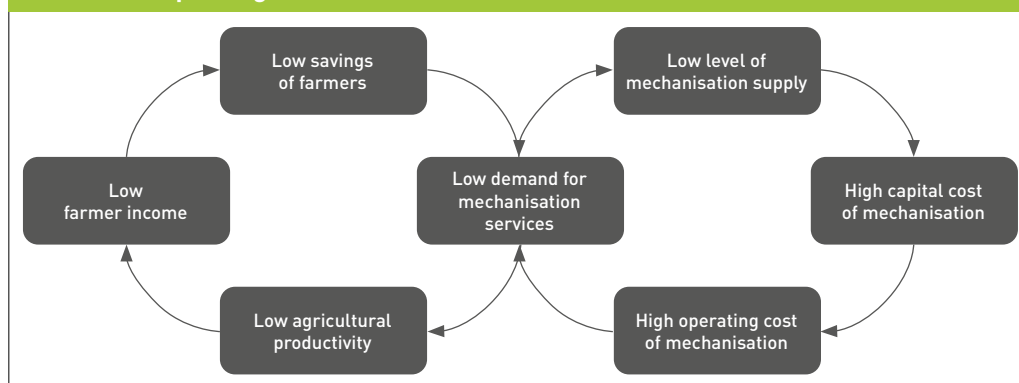 Low savings
of farmers
Low level of
mechanisation supply
Low
farmer income
Low demand for
mechanisation
services
High capital cost
of mechanisation
Low agricultural
productivity
High operating cost
of mechanisation